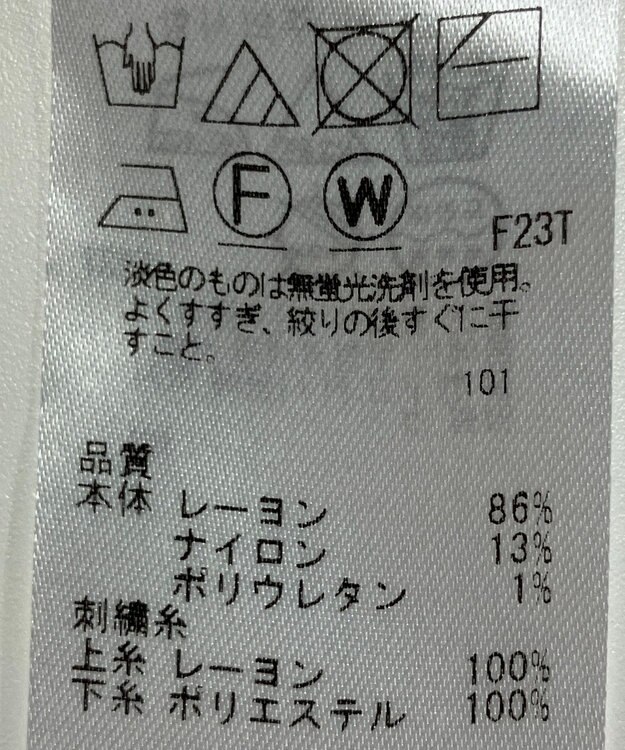 F W F23T
淡色のものは無蛍光洗剤を使用。
よくすすぎ、絞りの後すぐに干
すこと。
101
品質
本体 レーヨン 86%
ナイロン 13%
ポリウレタン 1%
刺繍糸
上糸 レーヨン 100%
下糸 ポリエステル 100%